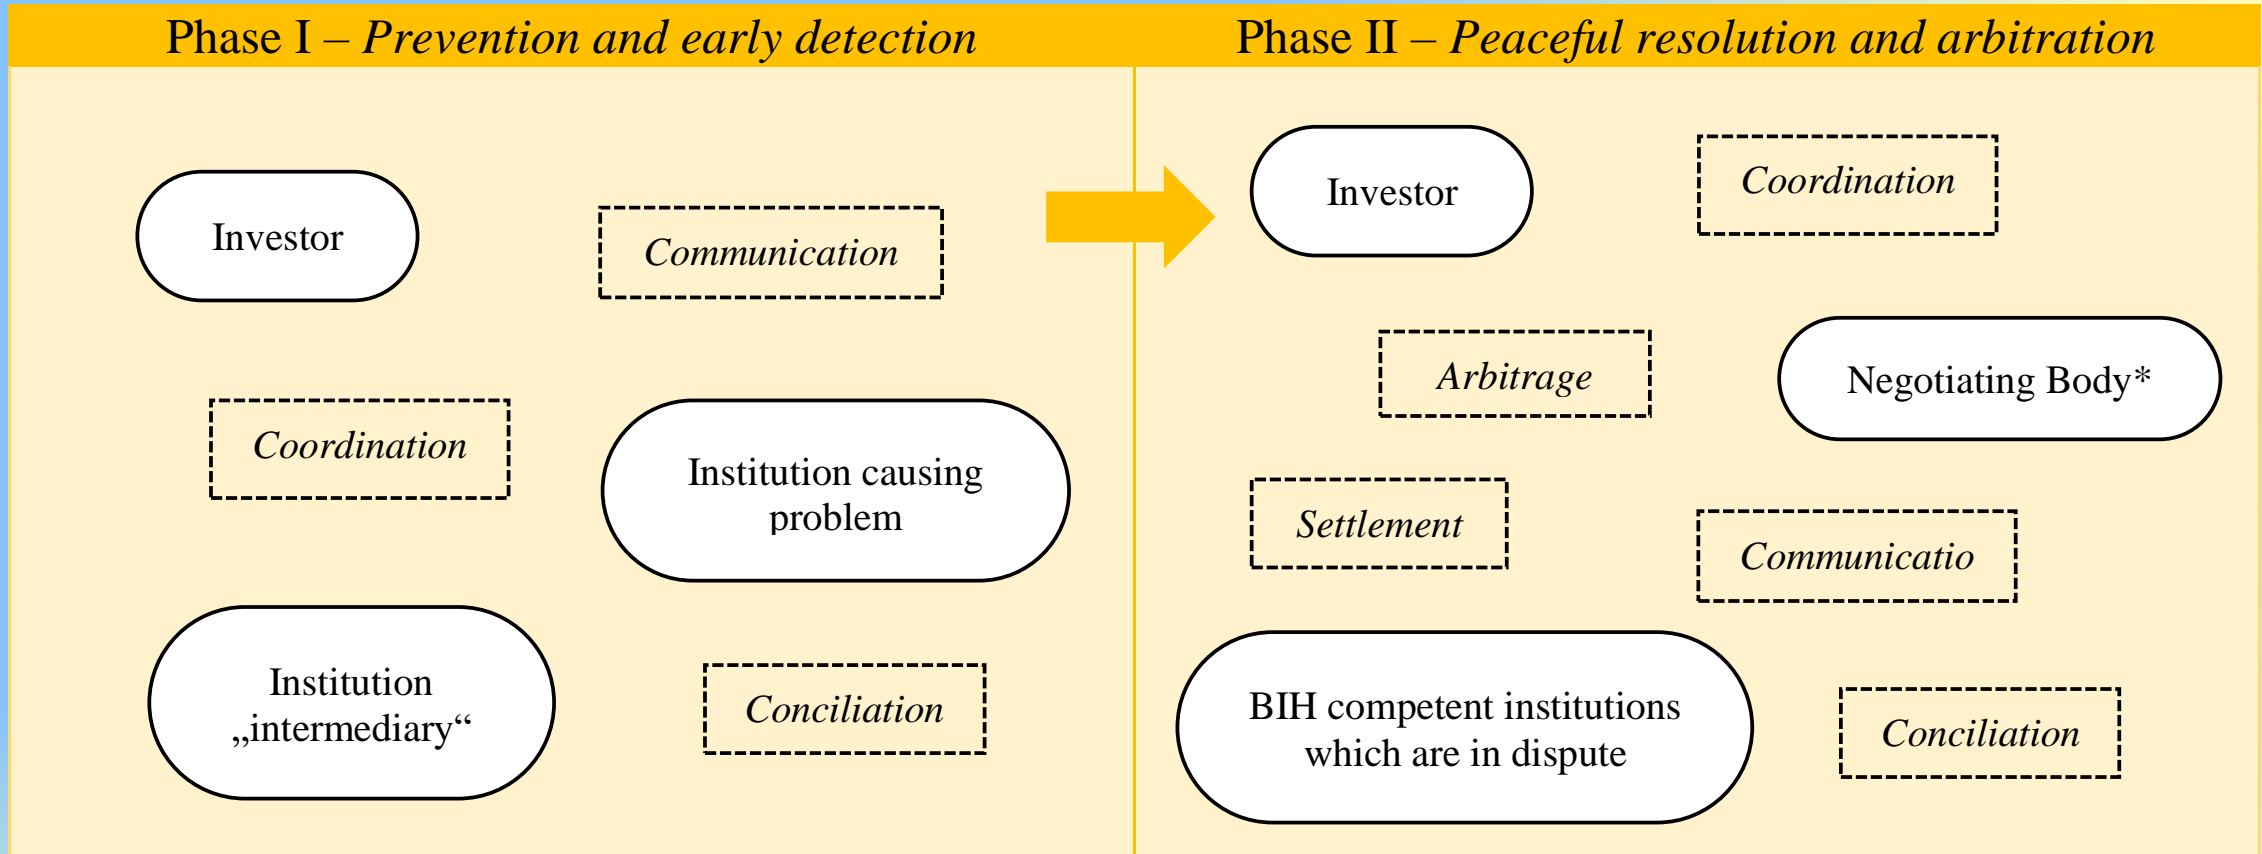 Phase I – Prevention and early detection
Investor
Communication
Coordination
Institution causing
problem
Institution
„intermediary“
Conciliation
Phase II – Peaceful resolution and arbitration
Investor
Coordination
Arbitrage
Negotiating Body*
Settlement
Communicatio
BIH competent institutions
which are in dispute
Conciliation